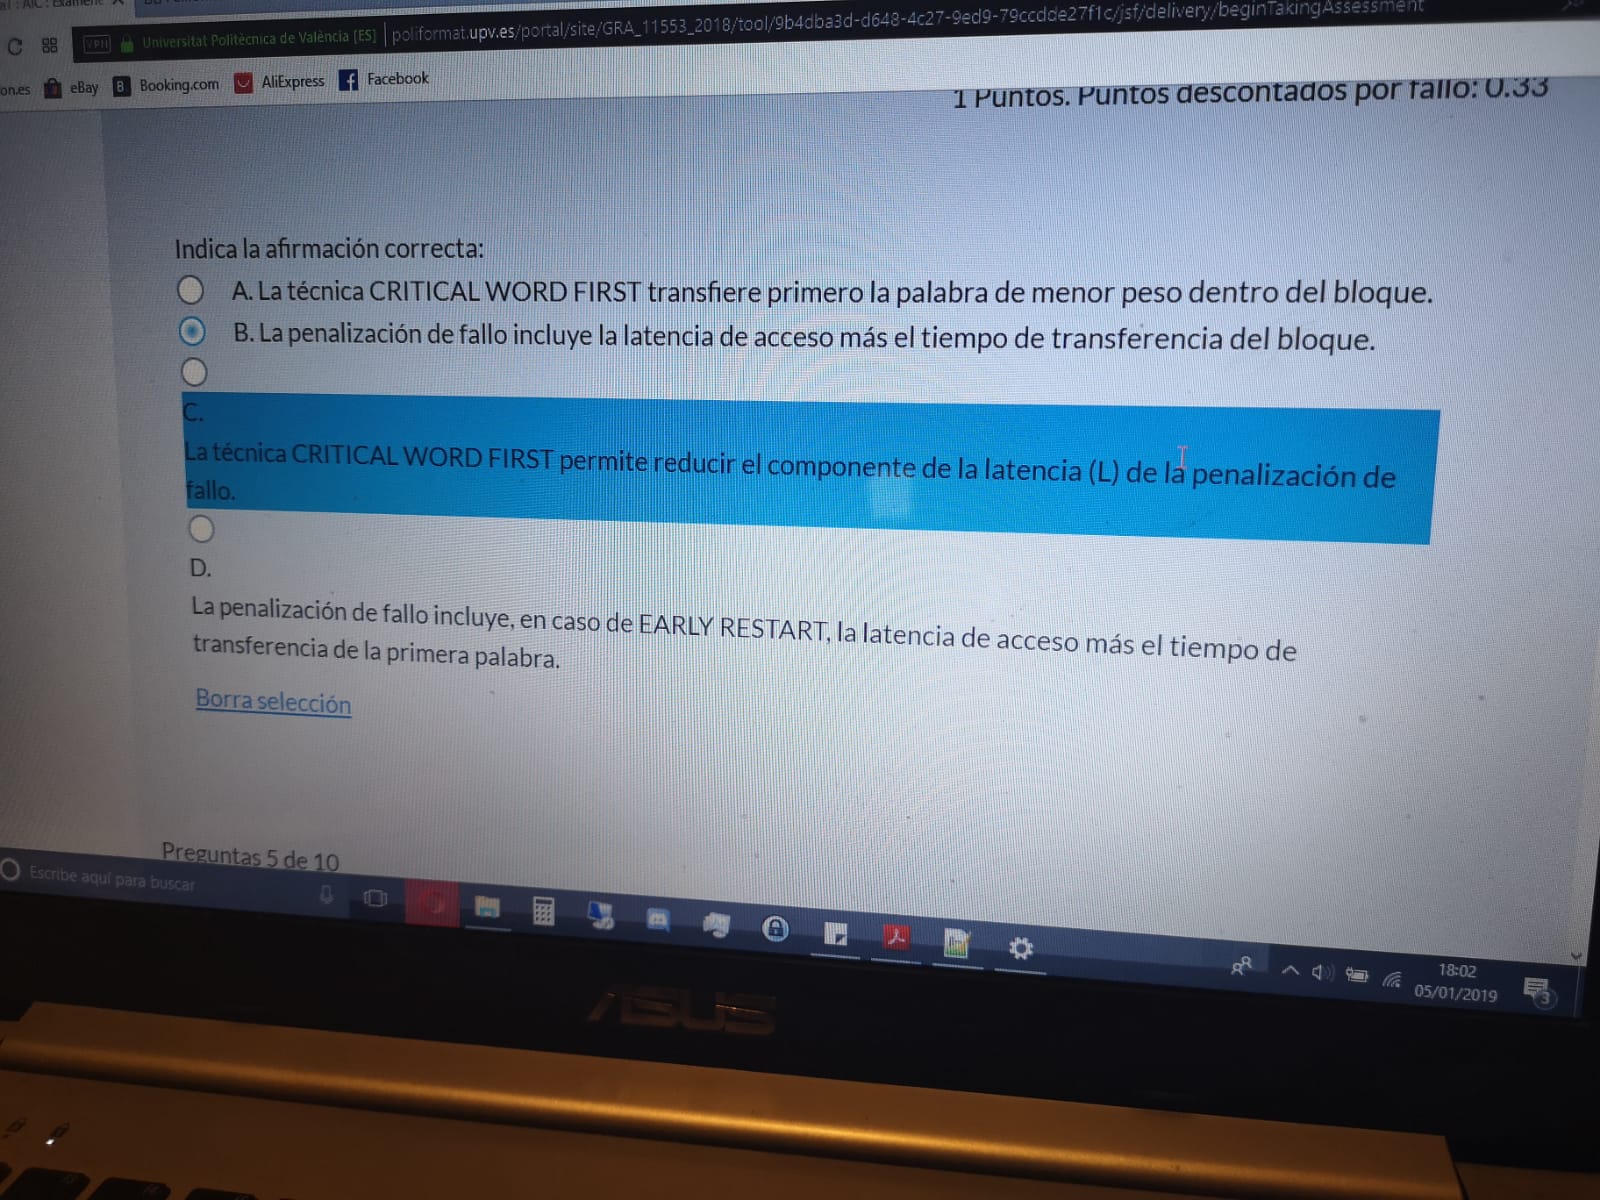 VPN Universitat Politècnica de València [ES] poliformat.upv.es/portal/site/GRA_11553_2018/tool/9b4dba3d-d648-4c27-9ed9-79ccdde27f1c/jsf/delivery/beginTakingAssessment
on.es eBay B Booking.com AliExpress f Facebook
1 Puntos. Puntos descontados por fallo: 0.33
Indica la afirmación correcta:
A. La técnica CRITICAL WORD FIRST transfiere primero la palabra de menor peso dentro del bloque.
B. La penalización de fallo incluye la latencia de acceso más el tiempo de transferencia del bloque.
C.
La técnica CRITICAL WORD FIRST permite reducir el componente de la latencia (L) de la penalización de
fallo.
D.
La penalización de fallo incluye, en caso de EARLY RESTART, la latencia de acceso más el tiempo de
transferencia de la primera palabra.
Borra selección
Preguntas 5 de 10
Escribe aquí para buscar
18:02
05/01/2019
3
ASUS